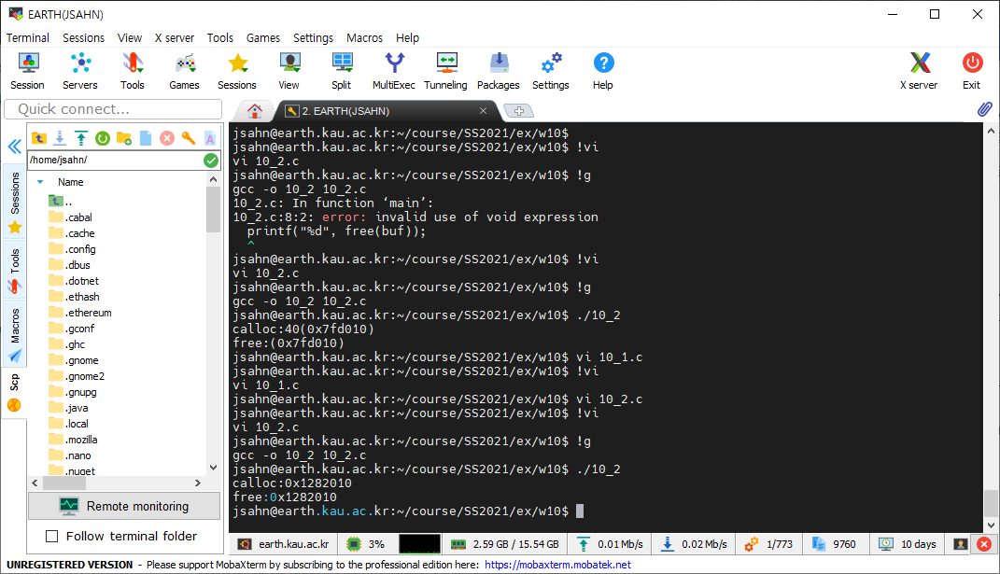 EARTH(JSAHN)
Terminal Sessions View X server Tools Games Settings Macros Help
Session Servers Tools Games Sessions View Split MultiExec Tunneling Packages Settings Help X server Exit
Quick connect...
2. EARTH(JSAHN)
/home/jsahn/
Name
..
.cabal
.cache
.config
.dbus
.dotnet
.ethash
.ethereum
.gconf
.ghc
.gnome
.gnome2
.gnupg
.java
.local
.mozilla
.nano
.nuget
Sessions
Tools
Macros
Scp
Remote monitoring
Follow terminal folder
jsahn@earth.kau.ac.kr:~/course/SS2021/ex/w10$
jsahn@earth.kau.ac.kr:~/course/SS2021/ex/w10$ !vi
vi 10_2.c
jsahn@earth.kau.ac.kr:~/course/SS2021/ex/w10$ !g
gcc -o 10_2 10_2.c
10_2.c: In function ‘main’:
10_2.c:8:2: error: invalid use of void expression
  printf("%d", free(buf));
  ^
jsahn@earth.kau.ac.kr:~/course/SS2021/ex/w10$ !vi
vi 10_2.c
jsahn@earth.kau.ac.kr:~/course/SS2021/ex/w10$ !g
gcc -o 10_2 10_2.c
jsahn@earth.kau.ac.kr:~/course/SS2021/ex/w10$ ./10_2
calloc:40(0x7fd010)
free:(0x7fd010)
jsahn@earth.kau.ac.kr:~/course/SS2021/ex/w10$ vi 10_1.c
jsahn@earth.kau.ac.kr:~/course/SS2021/ex/w10$ !vi
vi 10_1.c
jsahn@earth.kau.ac.kr:~/course/SS2021/ex/w10$ vi 10_2.c
jsahn@earth.kau.ac.kr:~/course/SS2021/ex/w10$ !vi
vi 10_2.c
jsahn@earth.kau.ac.kr:~/course/SS2021/ex/w10$ !g
gcc -o 10_2 10_2.c
jsahn@earth.kau.ac.kr:~/course/SS2021/ex/w10$ ./10_2
calloc:0x1282010
free:0x1282010
jsahn@earth.kau.ac.kr:~/course/SS2021/ex/w10$
earth.kau.ac.kr 3% 2.59 GB / 15.54 GB 0.01 Mb/s 0.02 Mb/s 1/773 9760 10 days
UNREGISTERED VERSION - Please support MobaXterm by subscribing to the professional edition here: https://mobaxterm.mobatek.net